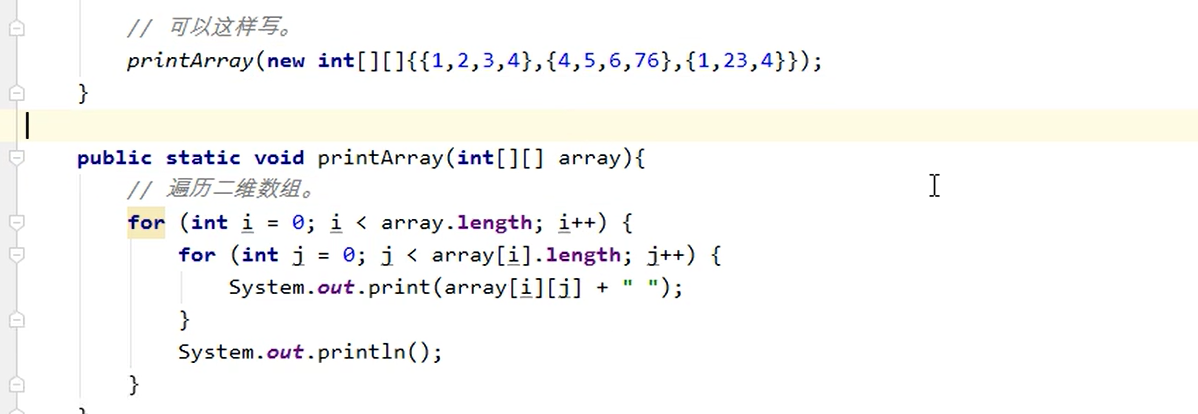 // 可以这样写。
printArray(new int[][]{{1,2,3,4},{4,5,6,76},{1,23,4}});
}
public static void printArray(int[][] array){
// 遍历二维数组。
for (int i = 0; i < array.length; i++) {
for (int j = 0; j < array[i].length; j++) {
System.out.print(array[i][j] + " ");
}
System.out.println();
}